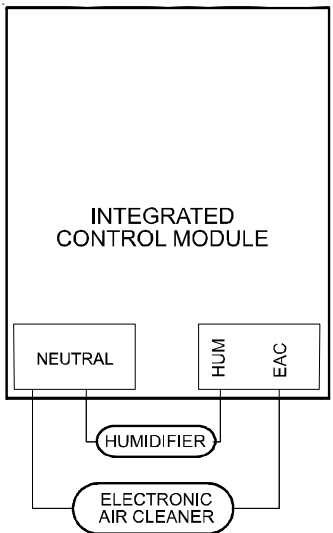 INTEGRATED
CONTROL MODULE
NEUTRAL
HUM
EAC
HUMIDIFIER
ELECTRONIC
AIR CLEANER